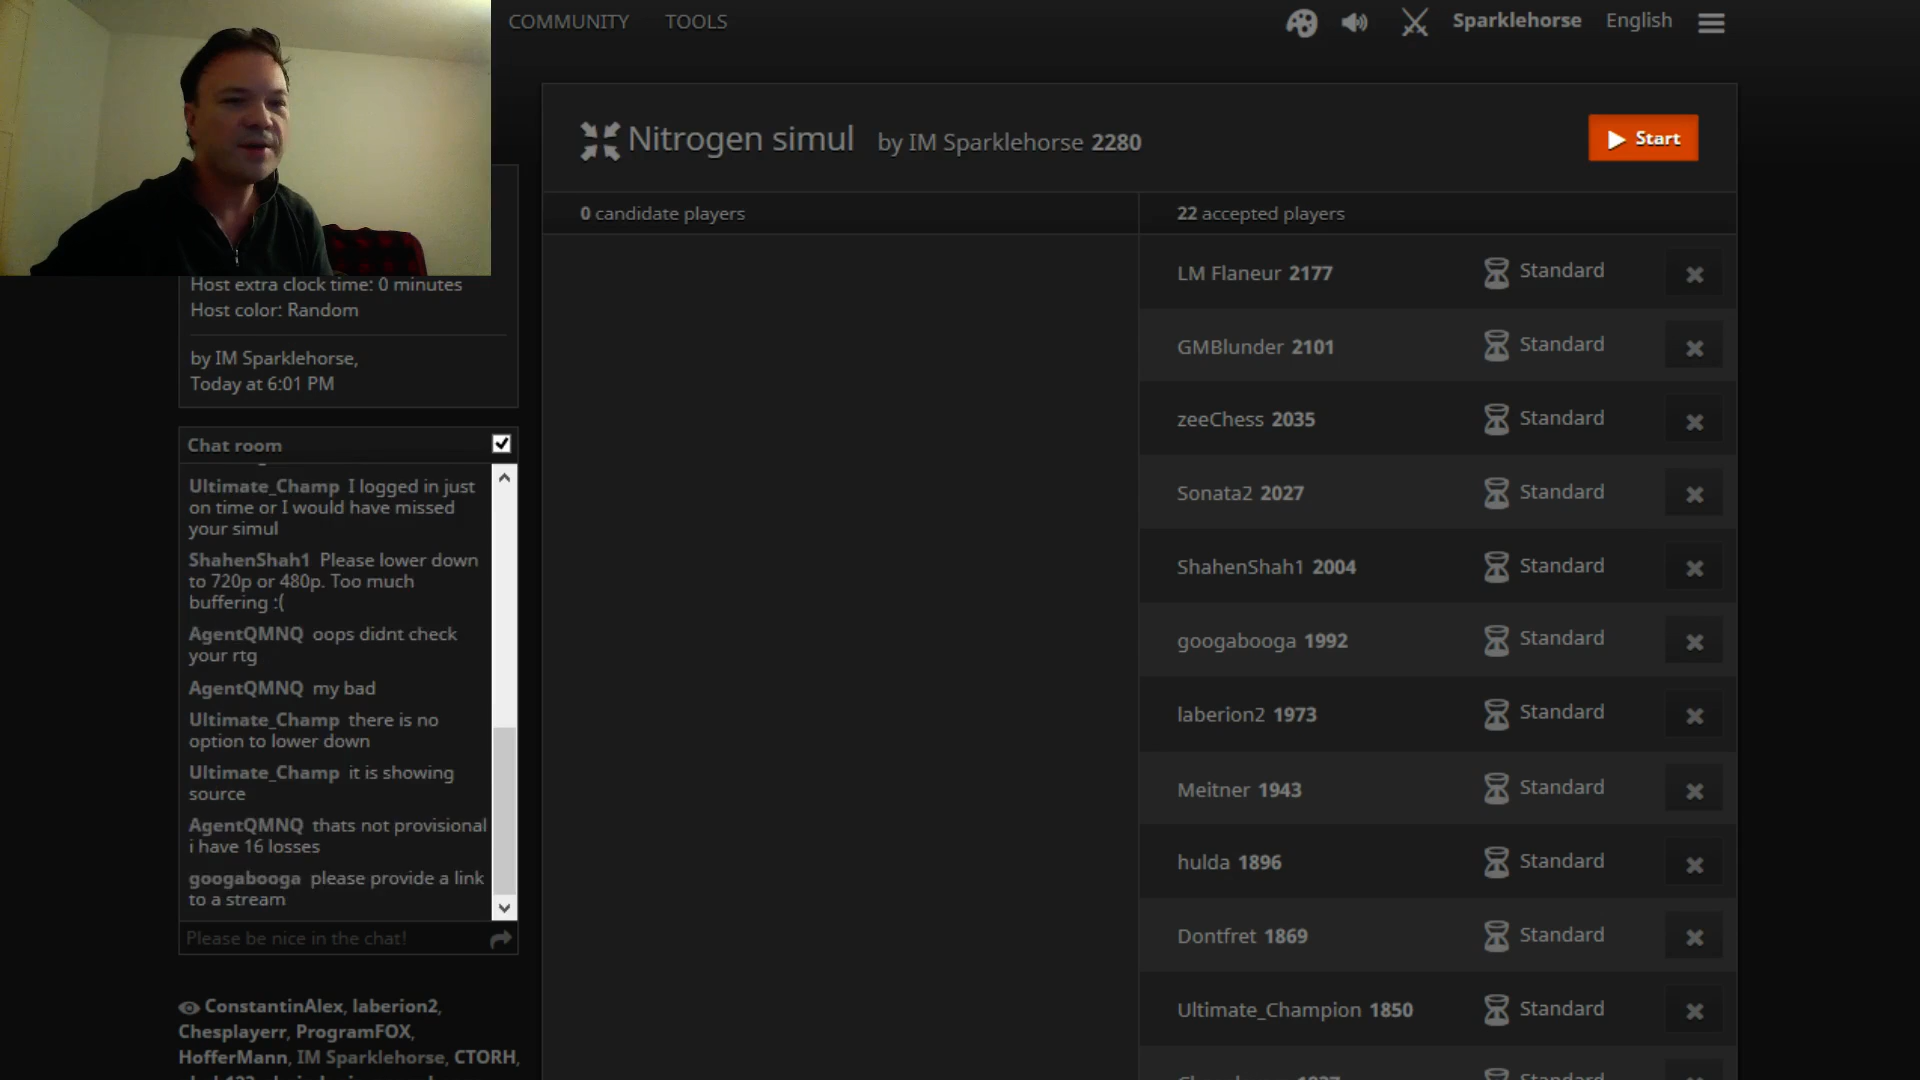 COMMUNITY TOOLS Sparklehorse English
Nitrogen simul by IM Sparklehorse 2280 Start
0 candidate players 22 accepted players
Host extra clock time: 0 minutes
Host color: Random
by IM Sparklehorse,
Today at 6:01 PM
Chat room
Ultimate_Champ I logged in just
on time or I would have missed
your simul
ShahenShah1 Please lower down
to 720p or 480p. Too much
buffering :(
AgentQMNQ oops didnt check
your rtg
AgentQMNQ my bad
Ultimate_Champ there is no
option to lower down
Ultimate_Champ it is showing
source
AgentQMNQ thats not provisional
i have 16 losses
googabooga please provide a link
to a stream
Please be nice in the chat!
ConstantinAlex, laberion2,
Chesplayerr, ProgramFOX,
HofferMann, IM Sparklehorse, CTORH,
LM Flaneur 2177 Standard
GMBlunder 2101 Standard
zeeChess 2035 Standard
Sonata2 2027 Standard
ShahenShah1 2004 Standard
googabooga 1992 Standard
laberion2 1973 Standard
Meitner 1943 Standard
hulda 1896 Standard
Dontfret 1869 Standard
Ultimate_Champion 1850 Standard